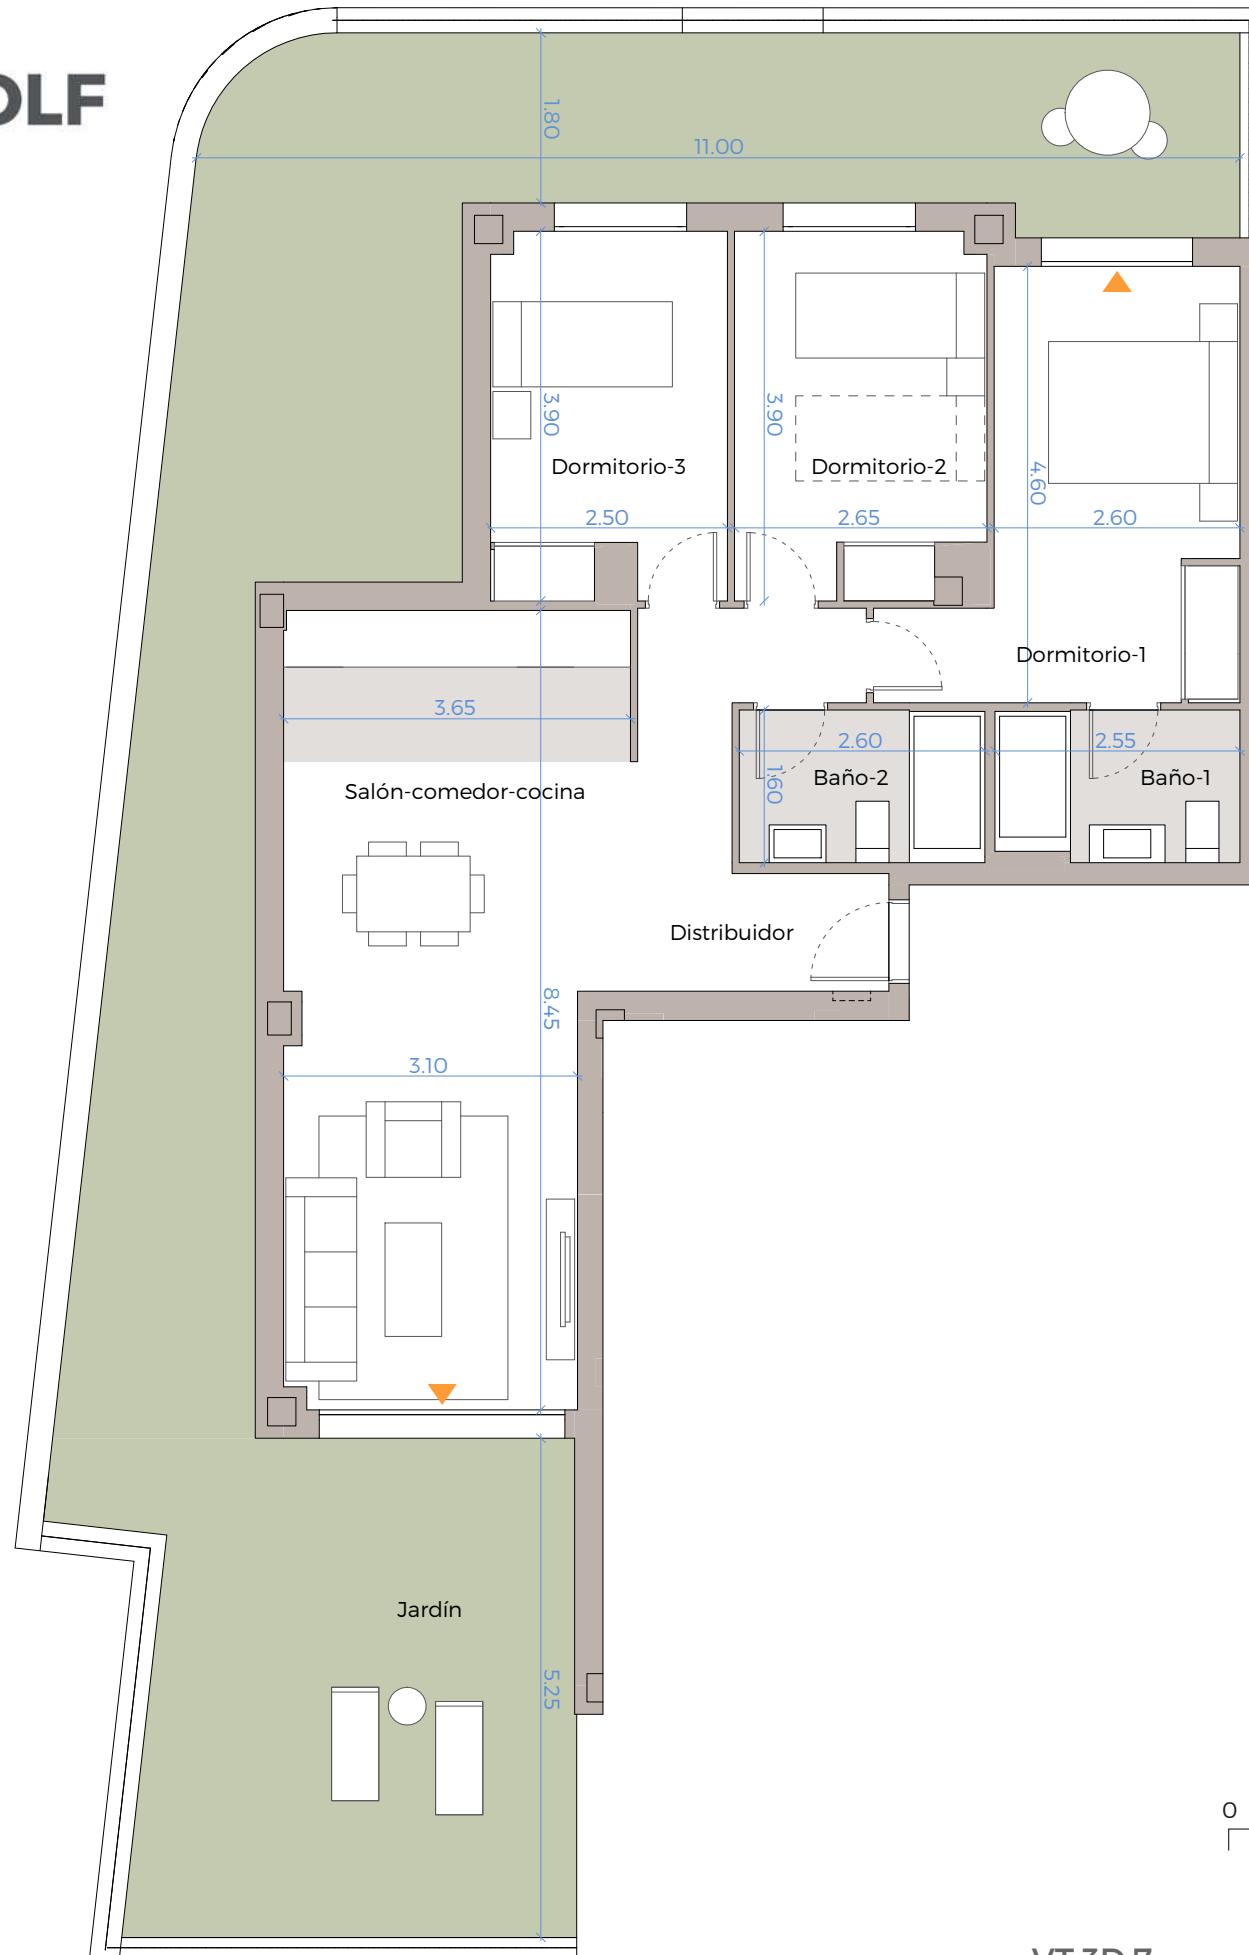 OLF
1.80
11.00
3.90
3.90
4.60
Dormitorio-3
Dormitorio-2
2.50
2.65
2.60
Dormitorio-1
3.65
2.60
2.55
1.60
Baño-2
Baño-1
Salón-comedor-cocina
Distribuidor
8.45
3.10
Jardín
5.25
0